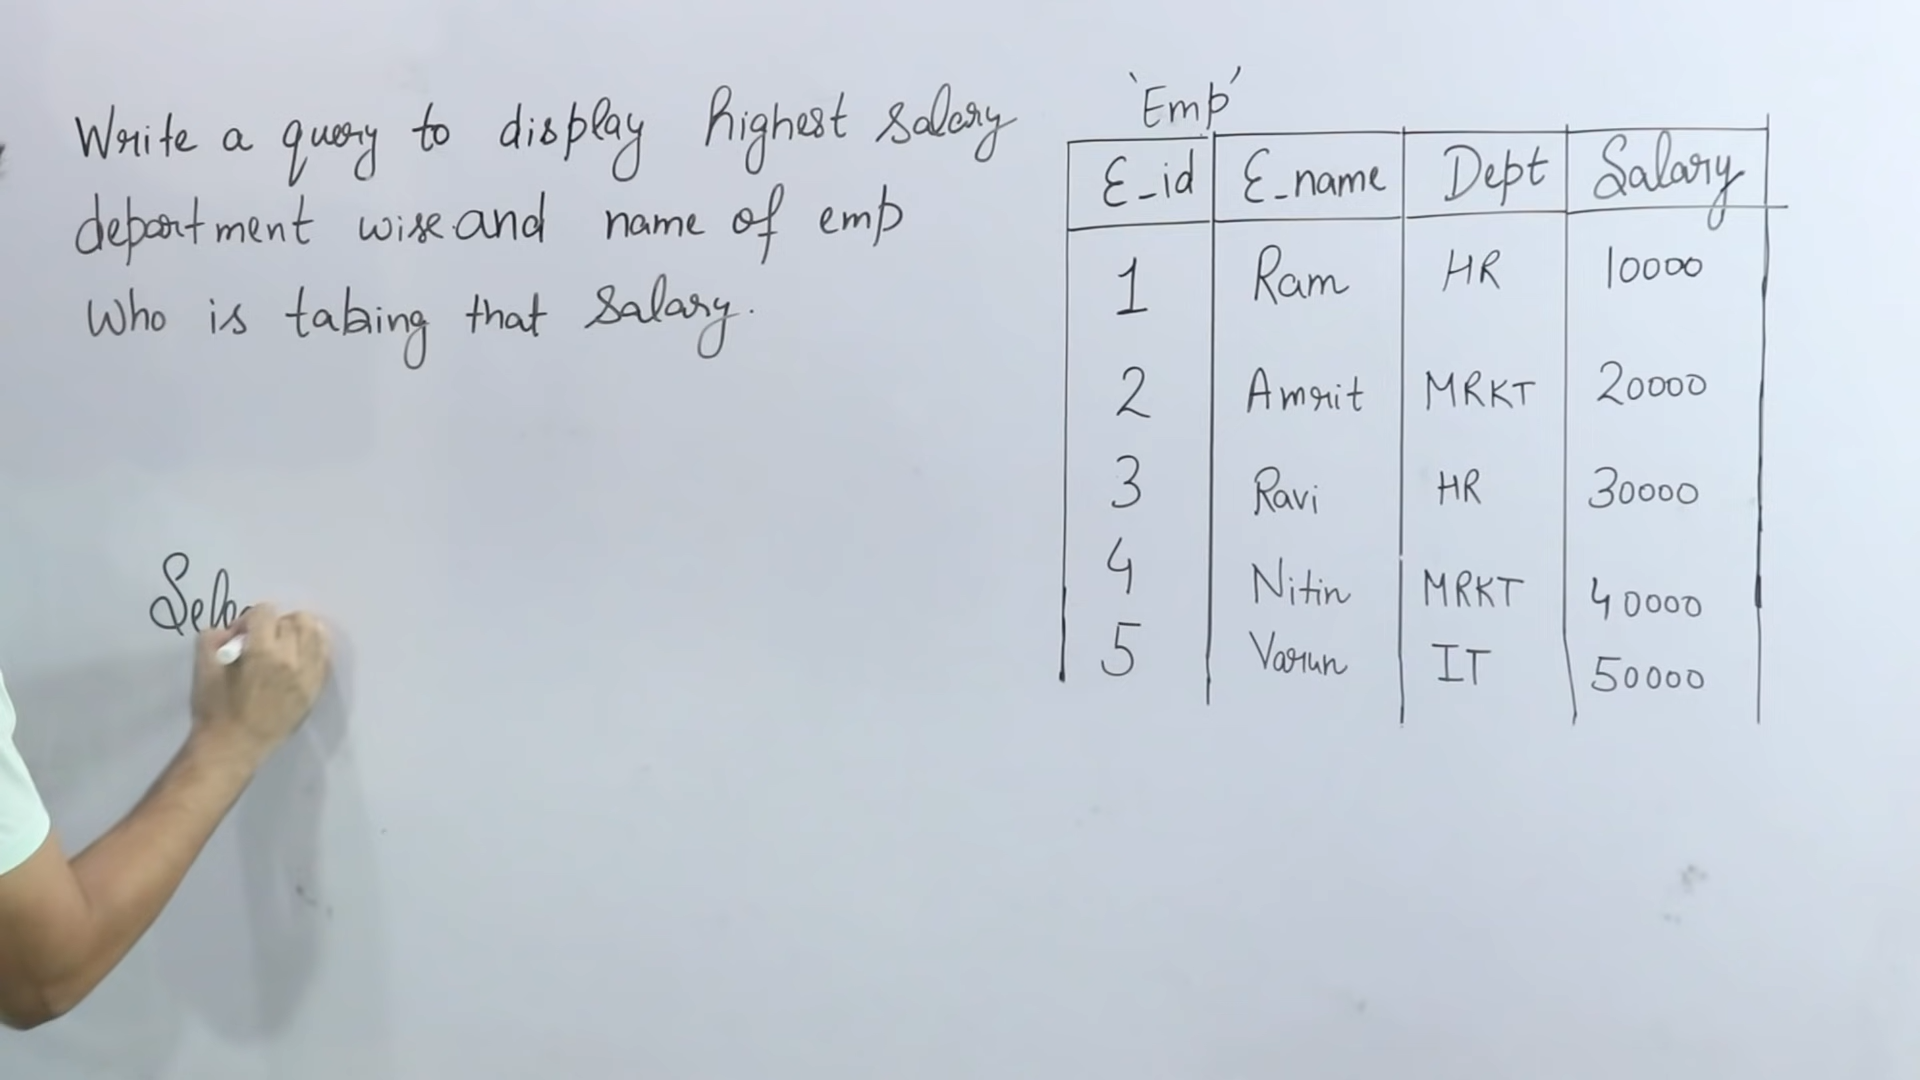 Write a query to display highest salary
department wise and name of emp
Who is taking that Salary.
'Emp'
E_id E_name Dept Salary
1 Ram HR 10000
2 Amrit MRKT 20000
3 Ravi HR 30000
4 Nitin MRKT 40000
5 Varun IT 50000